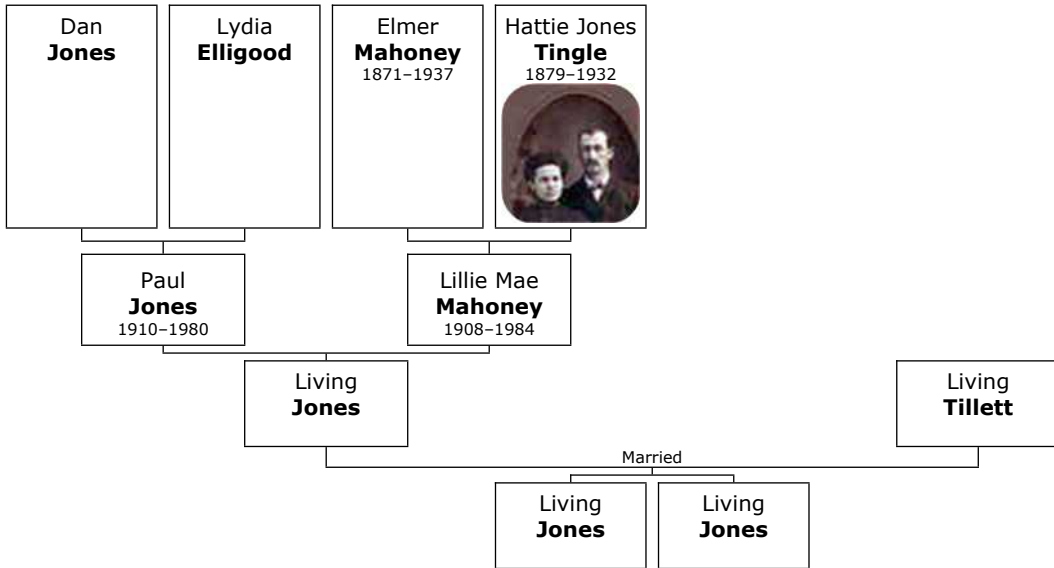 Dan
Jones
Lydia
Elligood
Elmer
Mahoney
1871–1937
Hattie Jones
Tingle
1879–1932
Paul
Jones
1910–1980
Lillie Mae
Mahoney
1908–1984
Living
Jones
Living
Tillett
Married
Living
Jones
Living
Jones